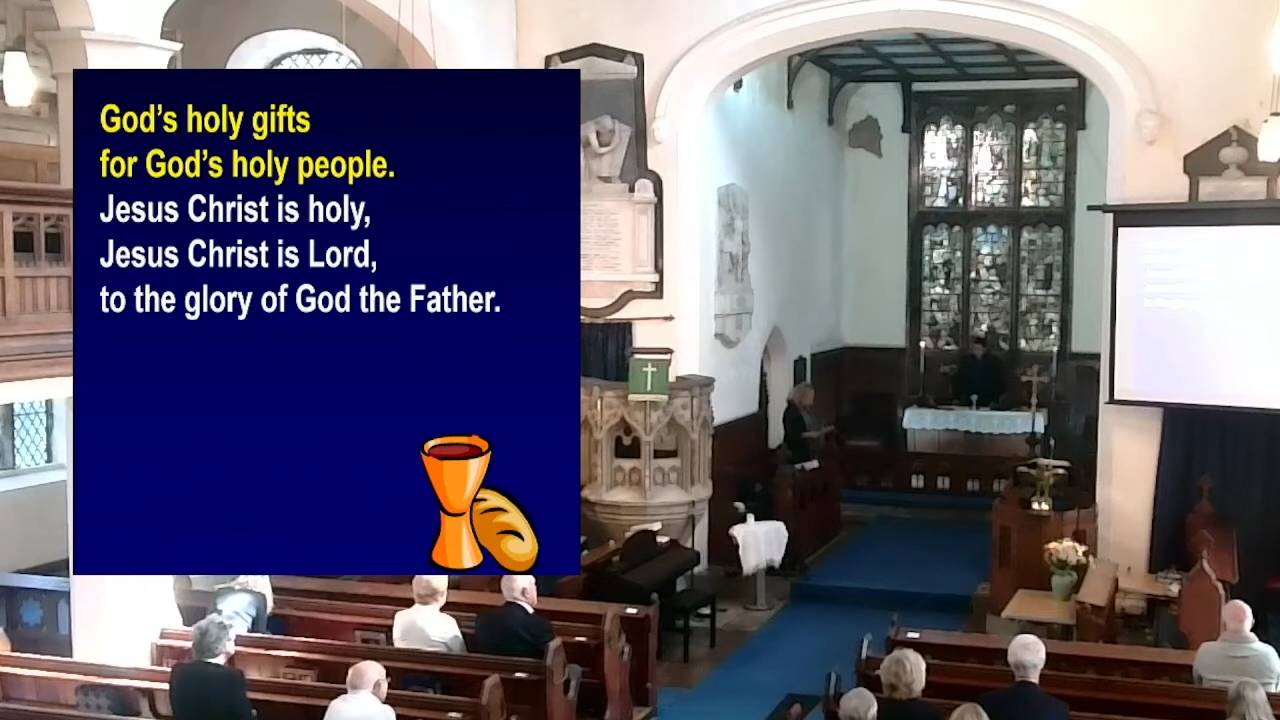 God’s holy gifts
for God’s holy people.
Jesus Christ is holy,
Jesus Christ is Lord,
to the glory of God the Father.